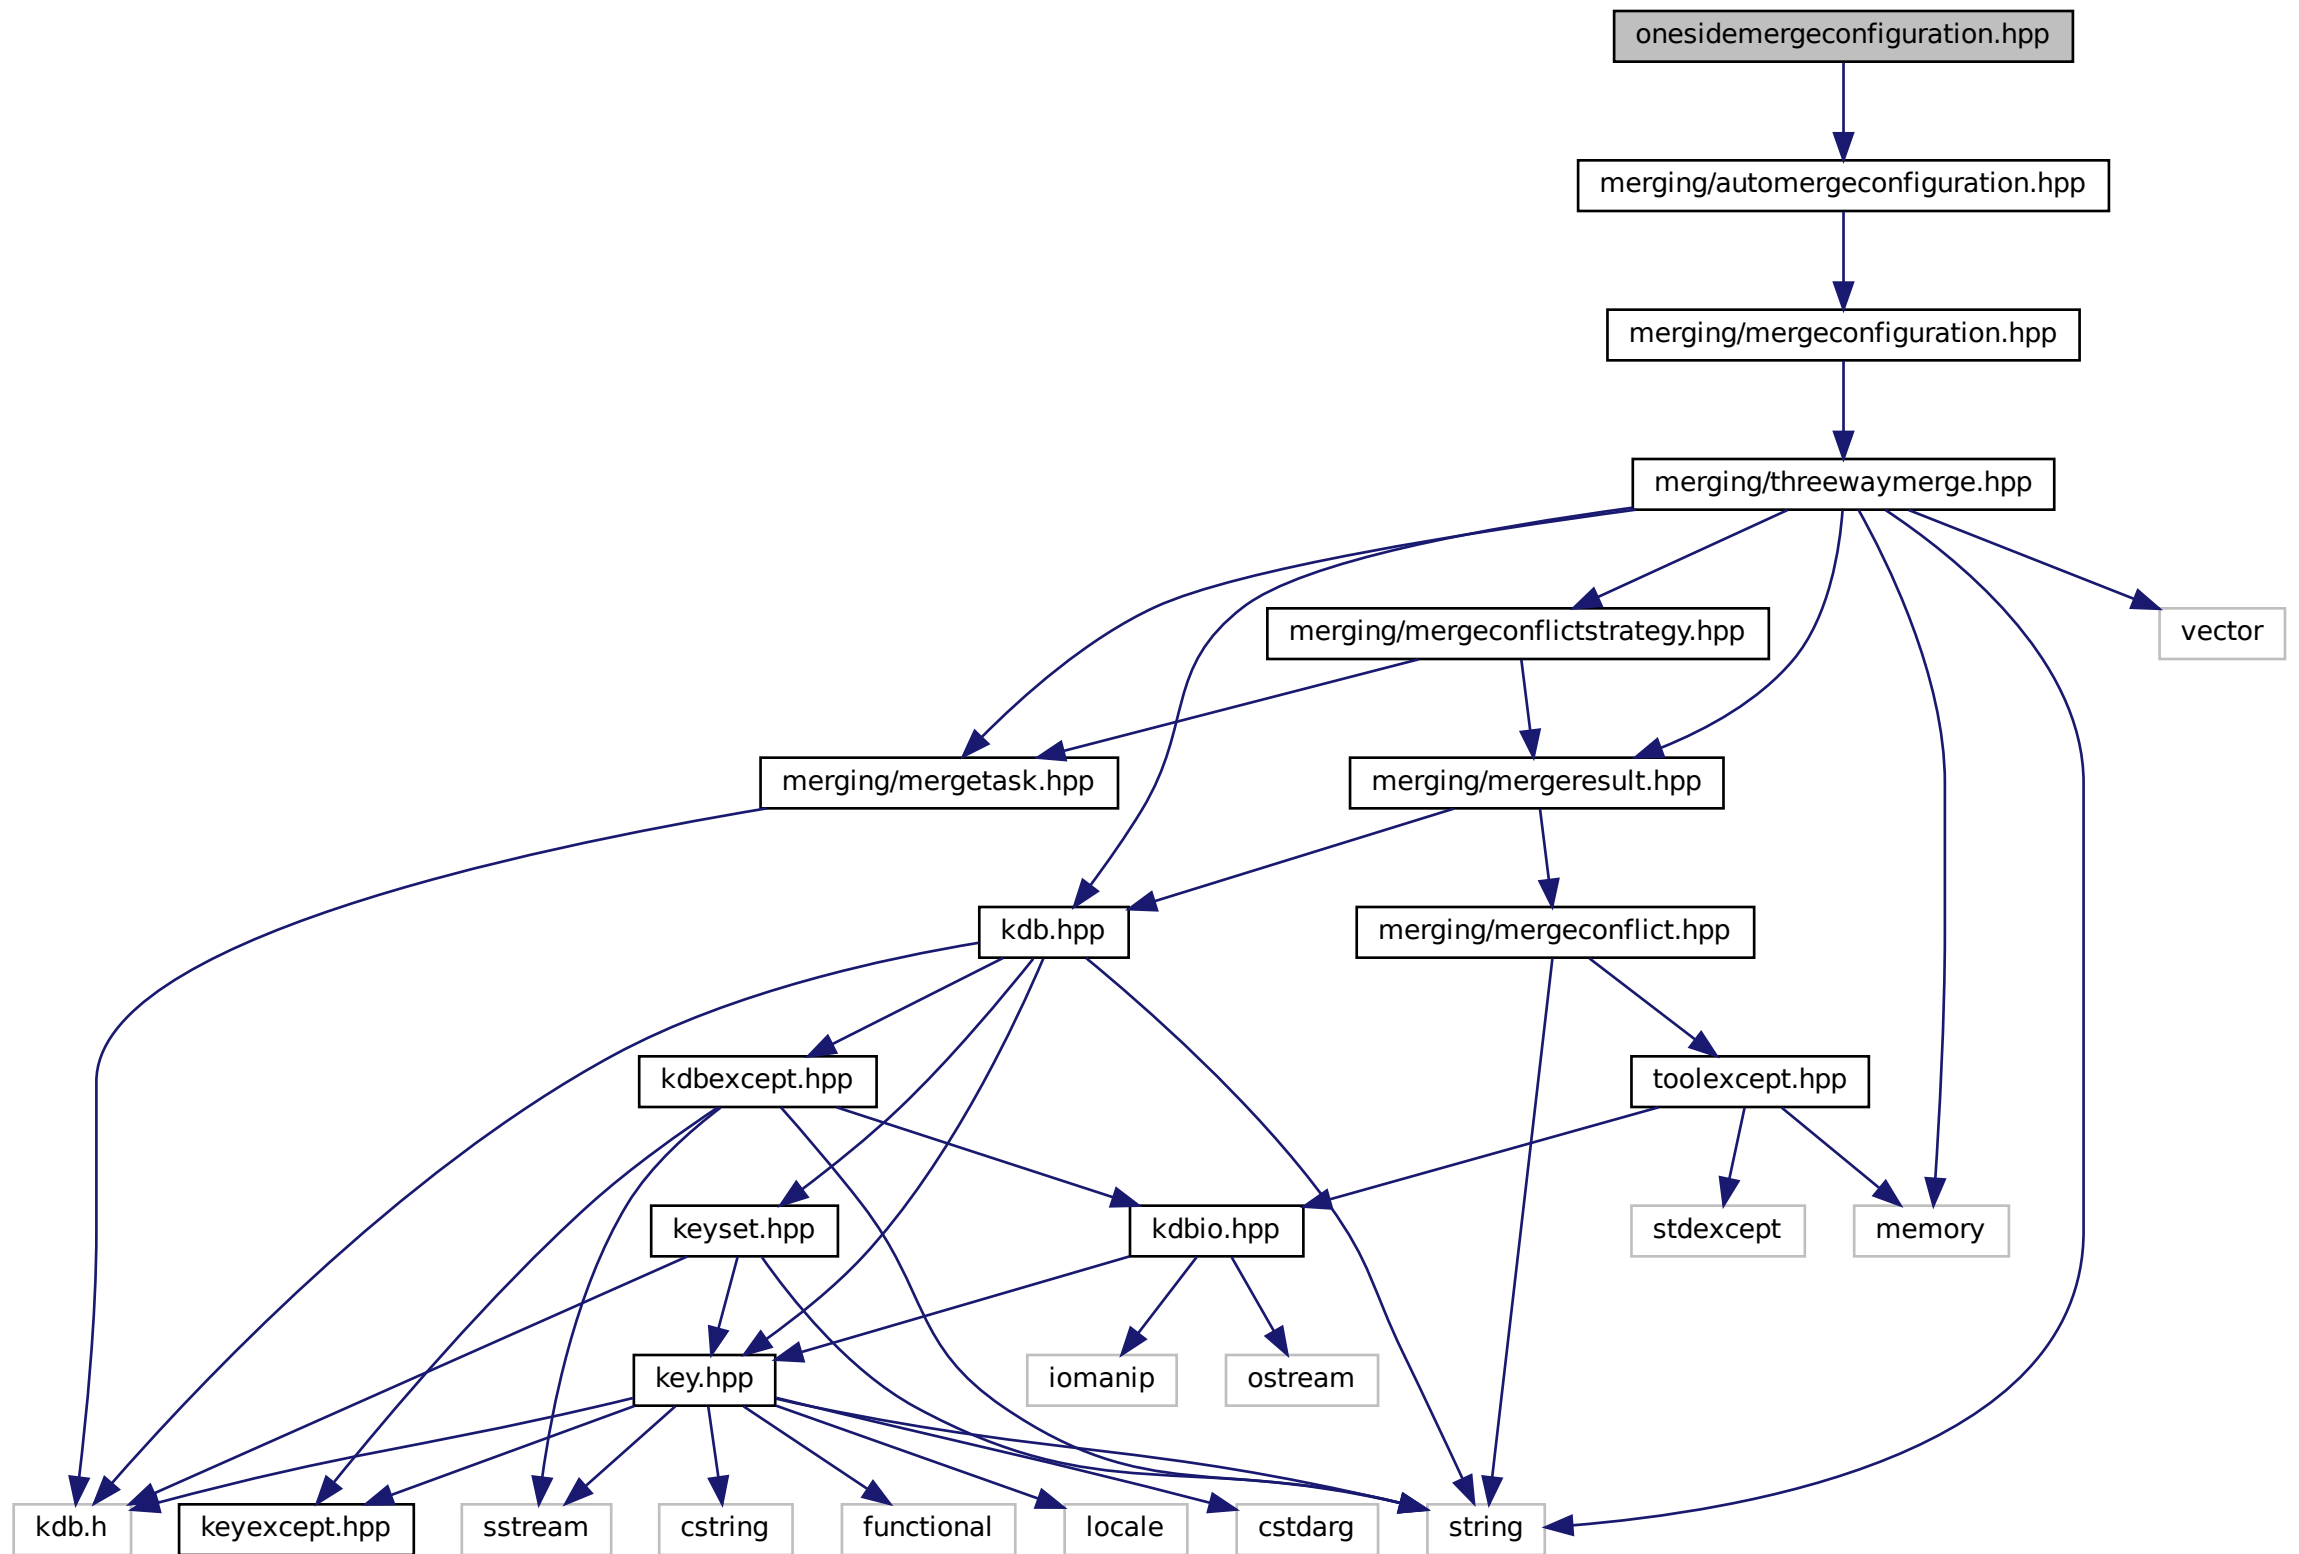 onesidemergeconfiguration.hpp
merging/automergeconfiguration.hpp
merging/mergeconfiguration.hpp
merging/threewaymerge.hpp
merging/mergeconflictstrategy.hpp
vector
merging/mergetask.hpp
merging/mergeresult.hpp
kdb.hpp
merging/mergeconflict.hpp
kdbexcept.hpp
toolexcept.hpp
keyset.hpp
kdbio.hpp
stdexcept
memory
key.hpp
iomanip
ostream
kdb.h
keyexcept.hpp
sstream
cstring
functional
locale
cstdarg
string